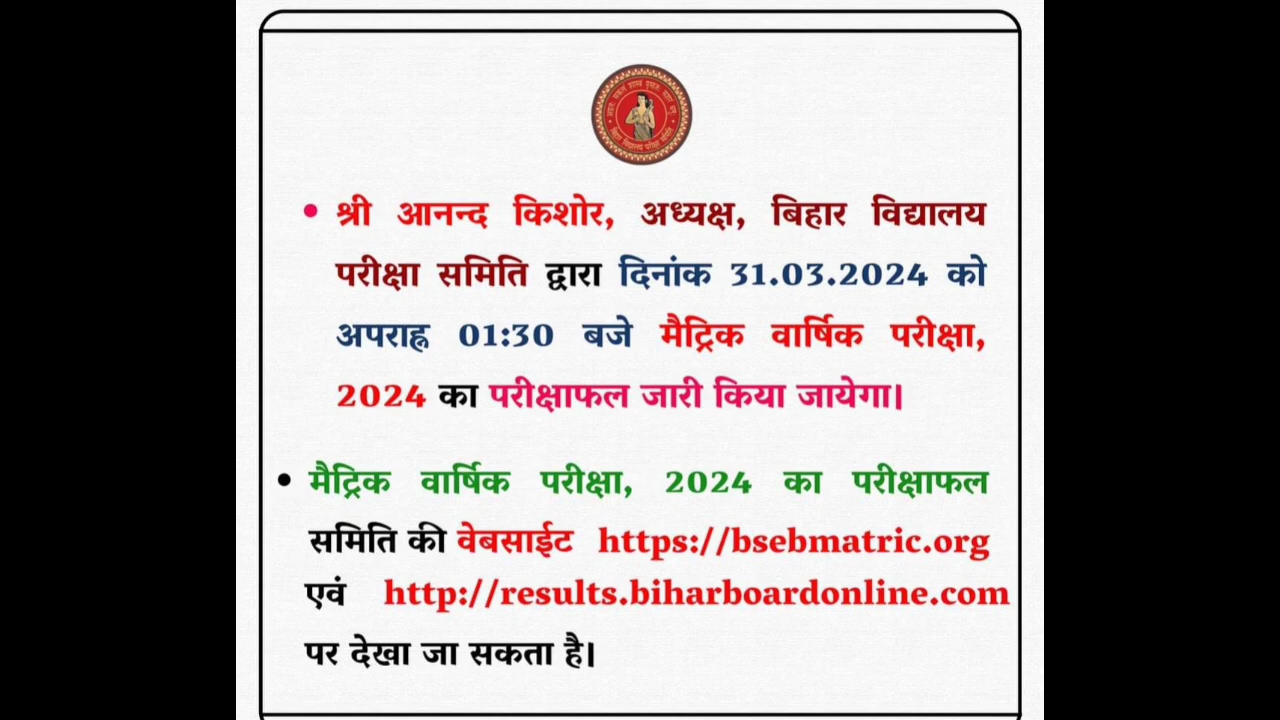 • श्री आनन्द किशोर, अध्यक्ष, बिहार विद्यालय
परीक्षा समिति द्वारा दिनांक 31.03.2024 को
अपराह्न 01:30 बजे मैट्रिक वार्षिक परीक्षा,
2024 का परीक्षाफल जारी किया जायेगा।
• मैट्रिक वार्षिक परीक्षा, 2024 का परीक्षाफल
समिति की वेबसाईट https://bsebmatric.org
एवं http://results.biharboardonline.com
पर देखा जा सकता है।